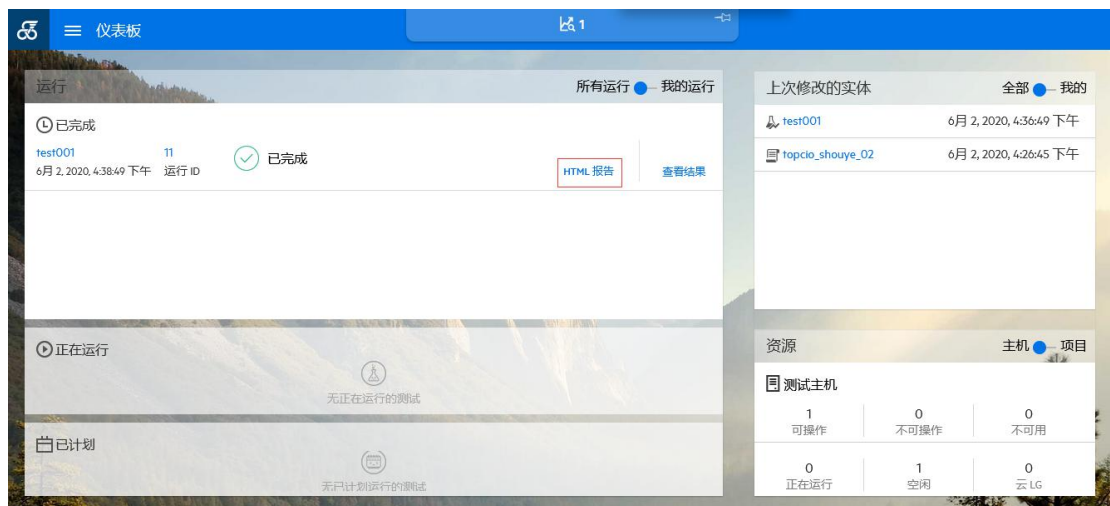 仪表板
1
运行 所有运行 我的运行
已完成
test001 11 已完成 HTML 报告 查看结果
6月 2, 2020, 4:38:49 下午 运行 ID
正在运行
无正在运行的测试
已计划
无已计划运行的测试
上次修改的实体 全部 我的
test001 6月 2, 2020, 4:36:49 下午
topcio_shouye_02 6月 2, 2020, 4:26:45 下午
资源 主机 项目
测试主机
1 0 0
可操作 不可操作 不可用
0 1 0
正在运行 空闲 云 LG